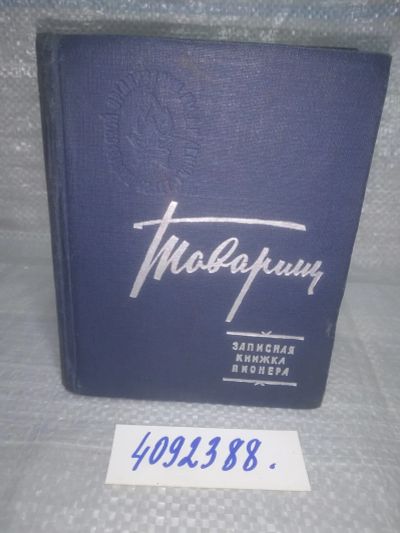 Товарищ
ЗАПИСНАЯ
КНИЖКА
ПИОНЕРА
4092388.